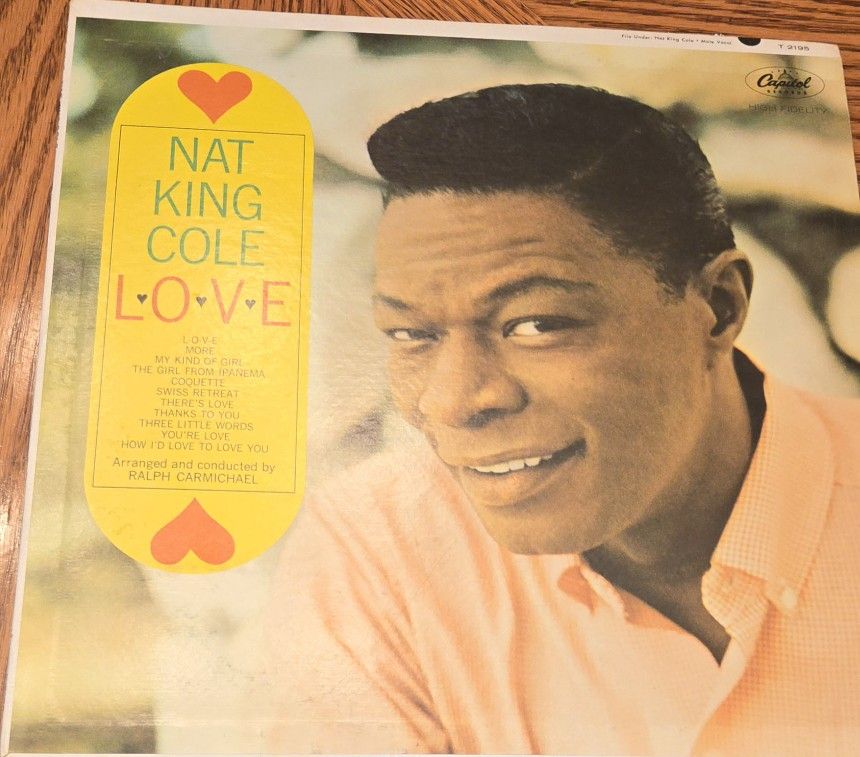 File Under: Nat King Cole • Male Vocal
T 2195
Capitol
RECORDS
HIGH FIDELITY
NAT
KING
COLE
L·O·V·E
L-O-V-E
MORE
MY KIND OF GIRL
THE GIRL FROM IPANEMA
COQUETTE
SWISS RETREAT
THERE'S LOVE
THANKS TO YOU
THREE LITTLE WORDS
YOU'RE LOVE
HOW I'D LOVE TO LOVE YOU
Arranged and conducted by
RALPH CARMICHAEL